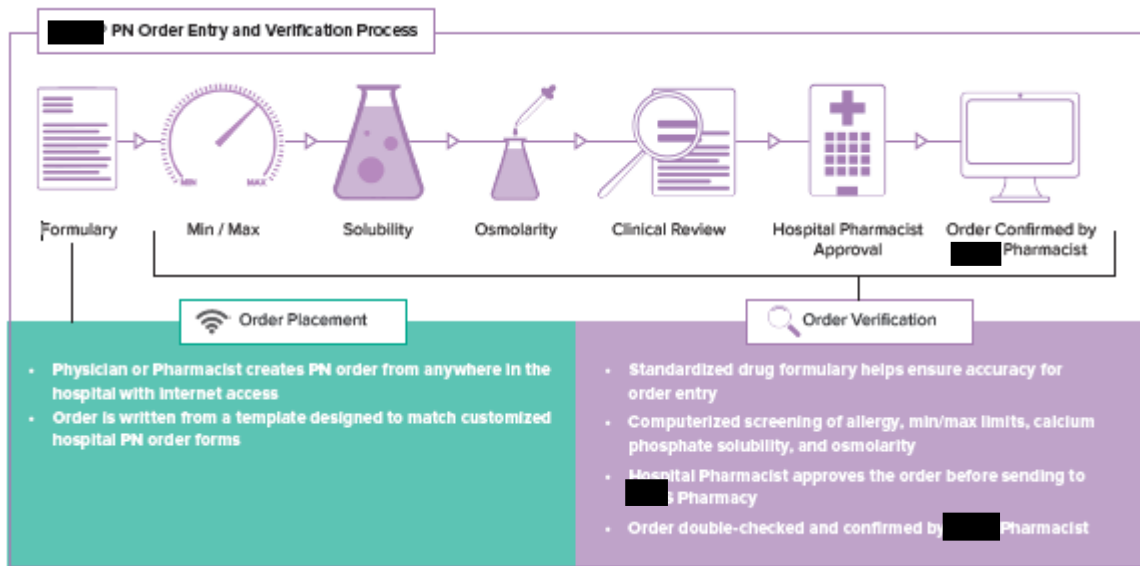 PN Order Entry and Verification Process
MIN
MAX
Formulary
Min / Max
Solubility
Osmolarity
Clinical Review
Hospital Pharmacist
Approval
Order Confirmed by
Pharmacist
Order Placement
• Physician or Pharmacist creates PN order from anywhere in the
hospital with internet access
• Order is written from a template designed to match customized
hospital PN order forms
Order Verification
• Standardized drug formulary helps ensure accuracy for
order entry
• Computerized screening of allergy, min/max limits, calcium
phosphate solubility, and osmolarity
• Hospital Pharmacist approves the order before sending to
Pharmacy
• Order double-checked and confirmed by Pharmacist